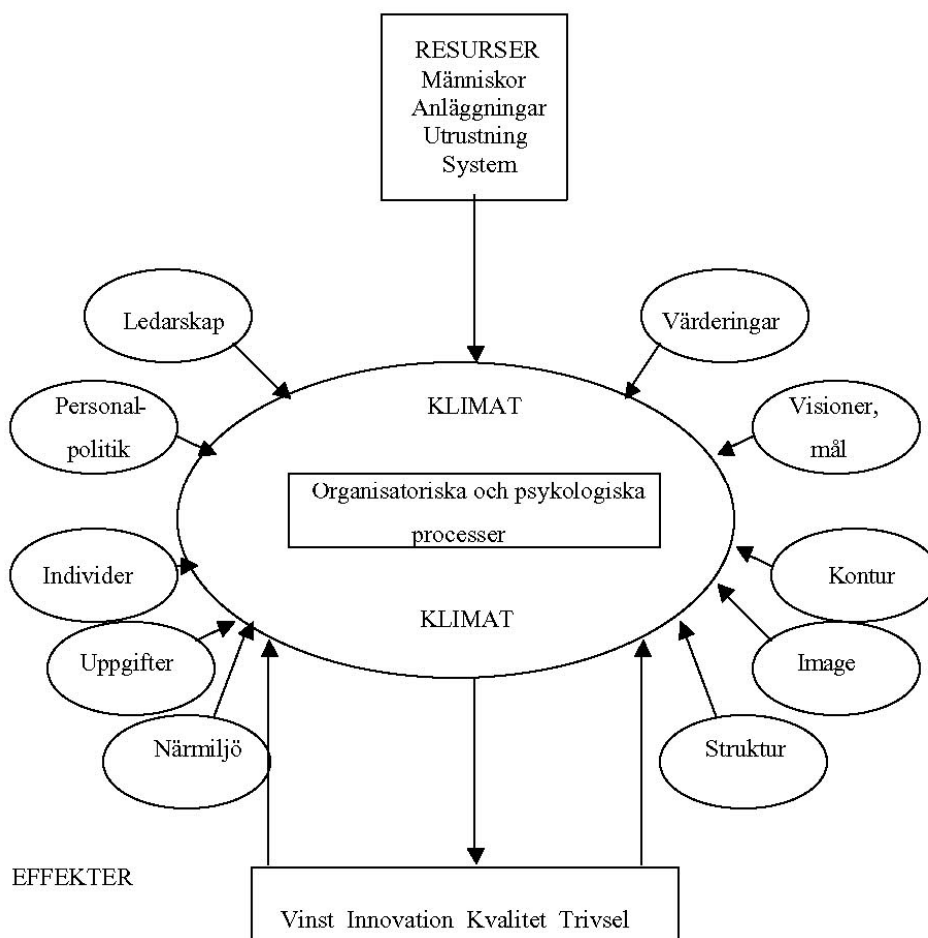 RESURSER
Människor
Anläggningar
Utrustning
System
Ledarskap
Värderingar
Personal-
politik
KLIMAT
Visioner,
mål
Organisatoriska och psykologiska
processer
Individer
Kontur
KLIMAT
Uppgifter
Image
Närmiljö
Struktur
EFFEKTER
Vinst Innovation Kvalitet Trivsel